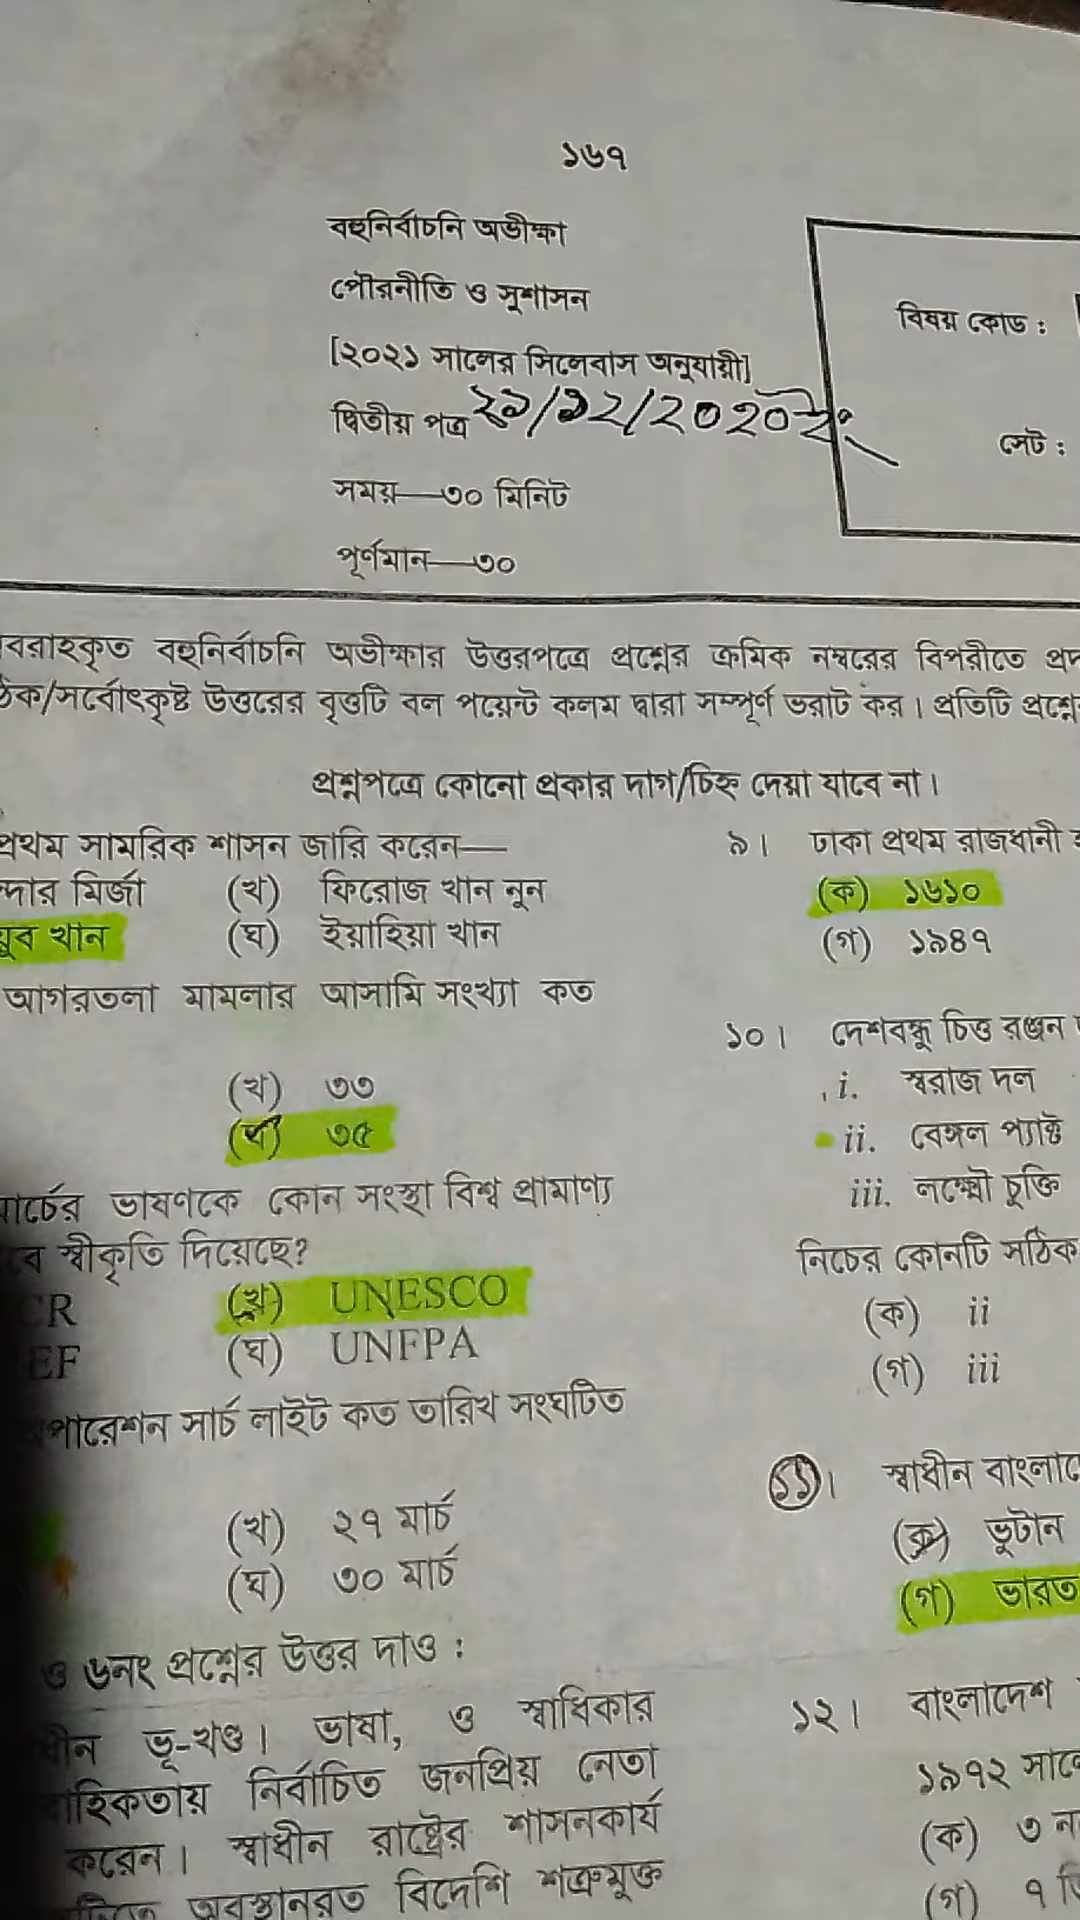 ১৬৭
বহুনির্বাচনি অভীক্ষা
পৌরনীতি ও সুশাসন
[২০২১ সালের সিলেবাস অনুযায়ী]
দ্বিতীয় পত্র
সময়—৩০ মিনিট
পূর্ণমান—৩০
বিষয় কোড :
সেট :
বহুনির্বাচনি অভীক্ষার উত্তরপত্রে প্রশ্নের ক্রমিক নম্বরের বিপরীতে
সর্বোৎকৃষ্ট উত্তরের বৃত্তটি বল পয়েন্ট কলম দ্বারা সম্পূর্ণ ভরাট কর। প্রতিটি
প্রশ্নপত্রে কোনো প্রকার দাগ/চিহ্ন দেয়া যাবে না।
প্রথম সামরিক শাসন জারি করেন—
মির্জা (খ) ফিরোজ খান নুন
খান (ঘ) ইয়াহিয়া খান
আগরতলা মামলার আসামি সংখ্যা কত
(খ) ৩৩
(ঘ) ৩৫
ভাষণকে কোন সংস্থা বিশ্ব প্রামাণ্য
স্বীকৃতি দিয়েছে?
CR (খ) UNESCO
EF (ঘ) UNFPA
সার্চ লাইট কত তারিখ সংঘটিত
(খ) ২৭ মার্চ
(ঘ) ৩০ মার্চ
ও ৬নং প্রশ্নের উত্তর দাও :
ভূ-খণ্ড। ভাষা, ও স্বাধিকার
নির্বাচিত জনপ্রিয় নেতা
করেন। স্বাধীন রাষ্ট্রের শাসনকার্য
অবস্থানরত বিদেশি শত্রুমুক্ত
৯। ঢাকা প্রথম রাজধানী
(ক) ১৬১০
(গ) ১৯৪৭
১০। দেশবন্ধু চিত্ত রঞ্জন
i. স্বরাজ দল
ii. বেঙ্গল প্যাক্ট
iii. লক্ষ্ণৌ চুক্তি
নিচের কোনটি সঠিক
(ক) ii
(গ) iii
১১। স্বাধীন
(ক) ভুটান
(গ) ভারত
১২। বাংলাদেশ
১৯৭২
(ক) ৩
(গ) ৭